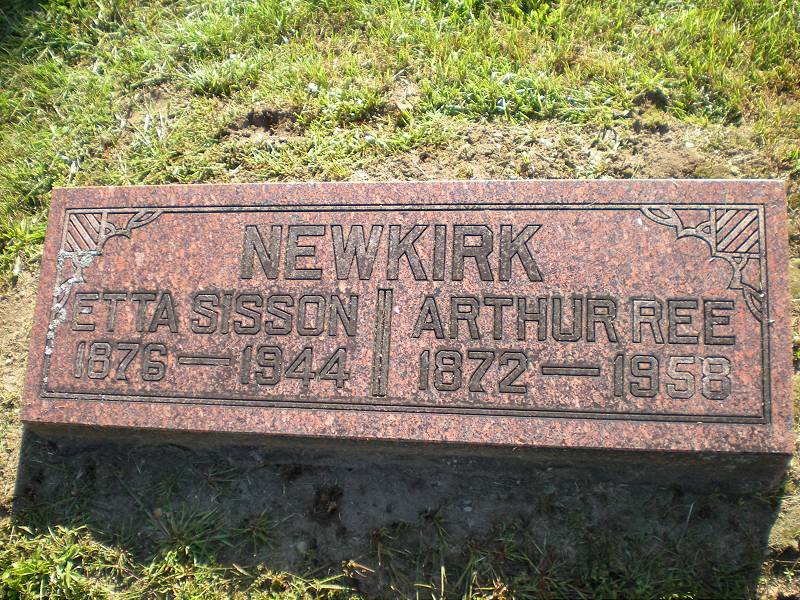 NEWKIRK
ETTA SISSON
1876 — 1944
ARTHUR REE
1872 — 1958